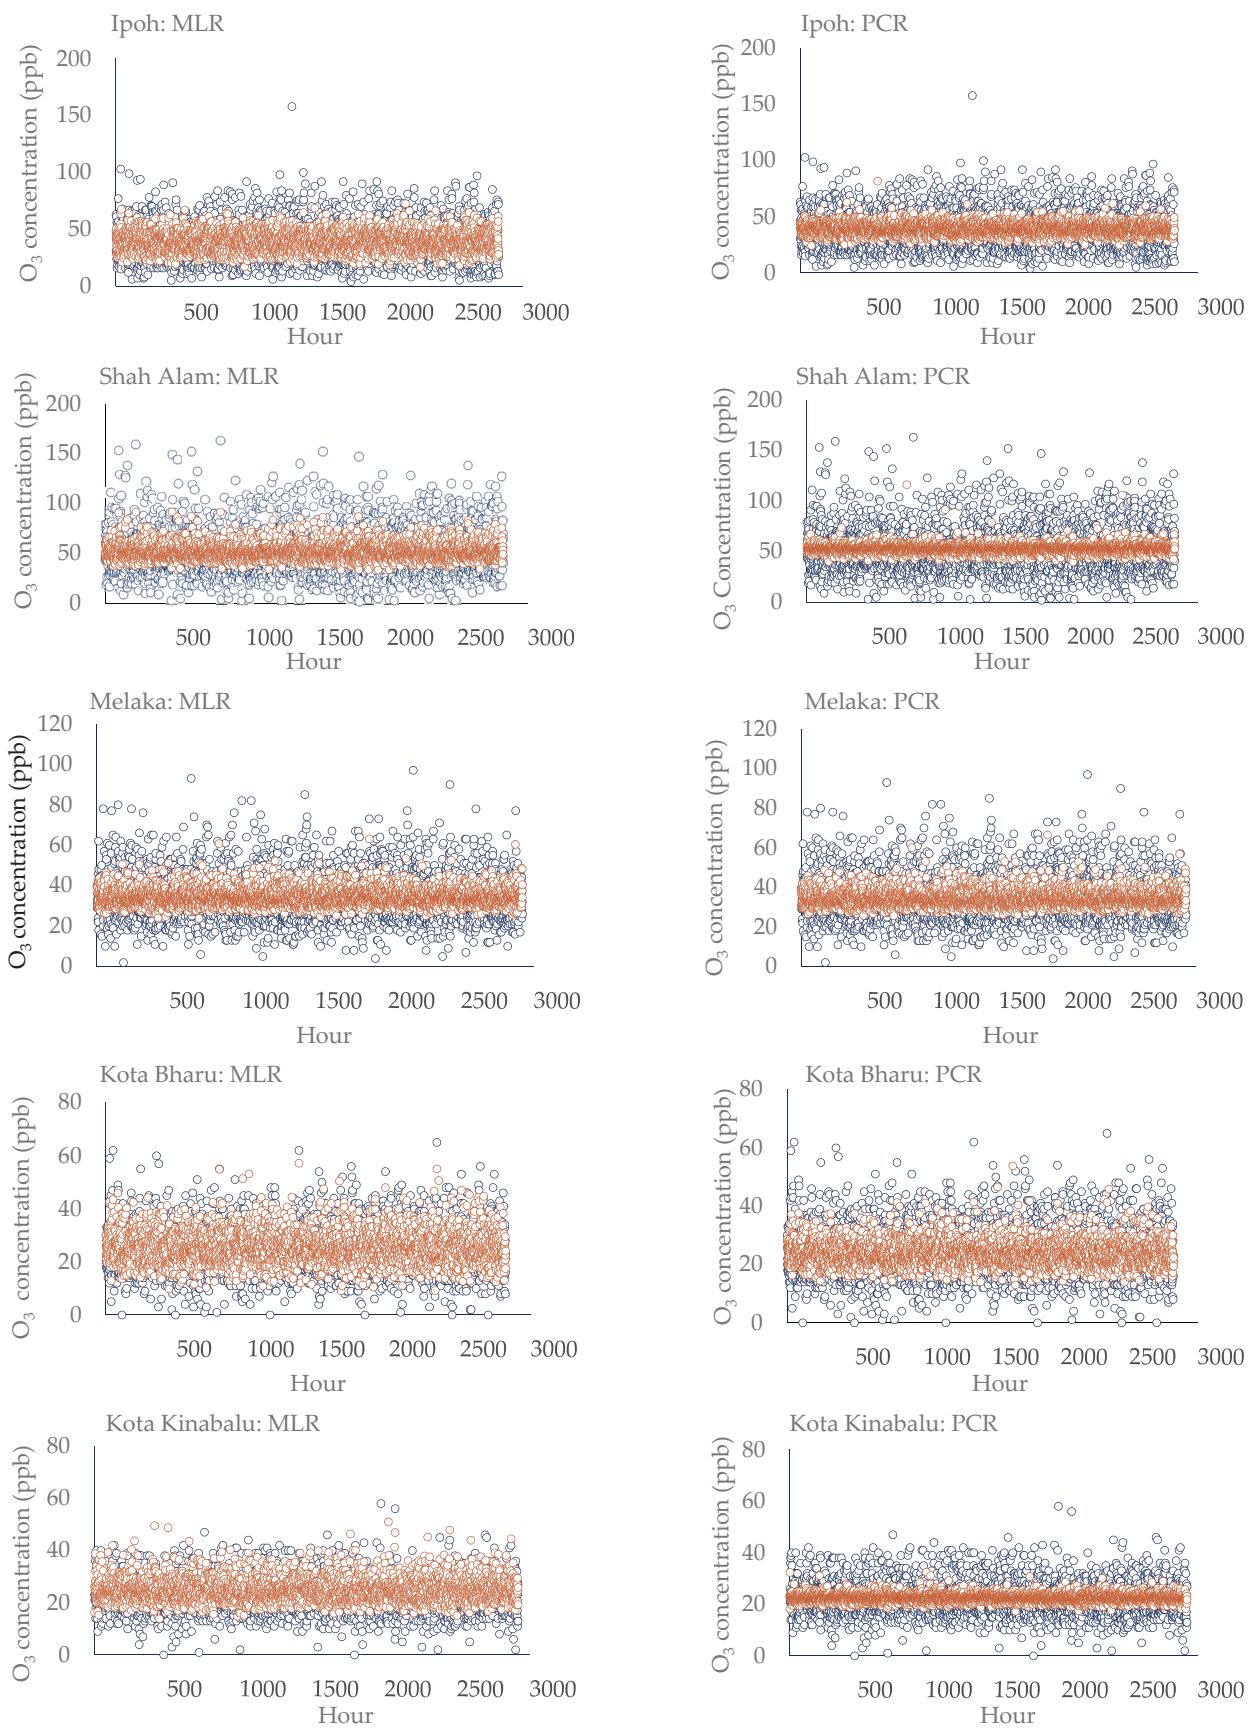 Ipoh: MLR
O3 concentration (ppb)
200
150
100
50
0
500 1000 1500 2000 2500 3000
Hour
Ipoh: PCR
O3 concentration (ppb)
200
150
100
50
0
500 1000 1500 2000 2500 3000
Hour
Shah Alam: MLR
O3 concentration (ppb)
200
150
100
50
0
500 1000 1500 2000 2500 3000
Hour
Shah Alam: PCR
O3 Concentration (ppb)
200
150
100
50
0
500 1000 1500 2000 2500 3000
Hour
Melaka: MLR
O3 concentration (ppb)
120
100
80
60
40
20
0
500 1000 1500 2000 2500 3000
Hour
Melaka: PCR
O3 concentration (ppb)
120
100
80
60
40
20
0
500 1000 1500 2000 2500 3000
Hour
Kota Bharu: MLR
O3 concentration (ppb)
80
60
40
20
0
500 1000 1500 2000 2500 3000
Hour
Kota Bharu: PCR
O3 concentration (ppb)
80
60
40
20
0
500 1000 1500 2000 2500 3000
Hour
Kota Kinabalu: MLR
O3 concentration (ppb)
80
60
40
20
0
500 1000 1500 2000 2500 3000
Hour
Kota Kinabalu: PCR
O3 concentration (ppb)
80
60
40
20
0
500 1000 1500 2000 2500 3000
Hour